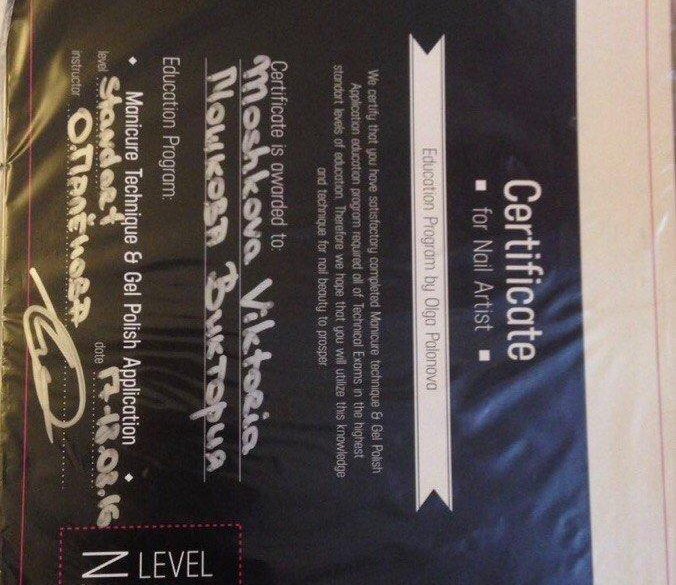 Certificate
▪ for Nail Artist ▪
Education Program by Olga Palonova
We certify that you have satisfactory completed Manicure technique & Gel Polish
Application education program required all of Technical Exams in the highest
standart levels of education. Therefore we hope that you will utilize this knowledge
and technique for nail beauty to prosper
Certificate is awarded to:
Moshkova Viktoria
Мошкова Виктория
Education Program:
♦ Manicure Technique & Gel Polish Application ♦
level Standart date 17-18.02.16
instructor
N LEVEL